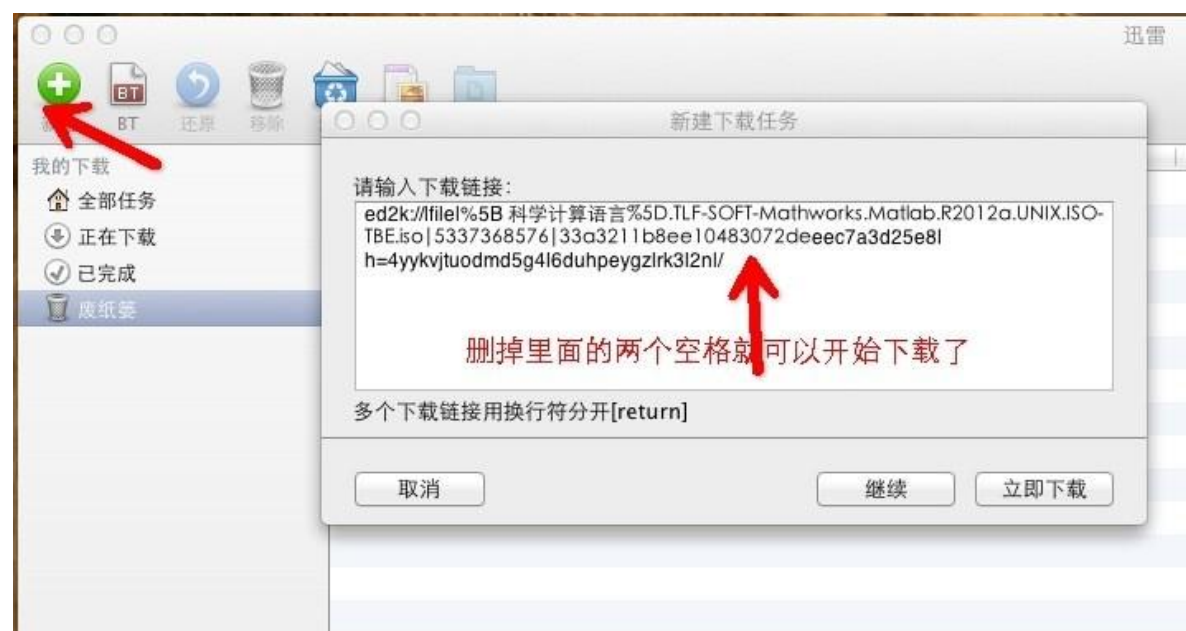 迅雷
BT
还原
移除
新建下载任务
我的下载
全部任务
正在下载
已完成
废纸篓
请输入下载链接：
ed2k://lfilel%5B 科学计算语言%5D.TLF-SOFT-Mathworks.Matlab.R2012a.UNIX.ISO-
TBE.iso|5337368576|33a3211b8ee10483072deeec7a3d25e8l
h=4yykvjtuodmd5g4l6duhpeygzlrk3l2nl/
删掉里面的两个空格就可以开始下载了
多个下载链接用换行符分开[return]
取消
继续
立即下载